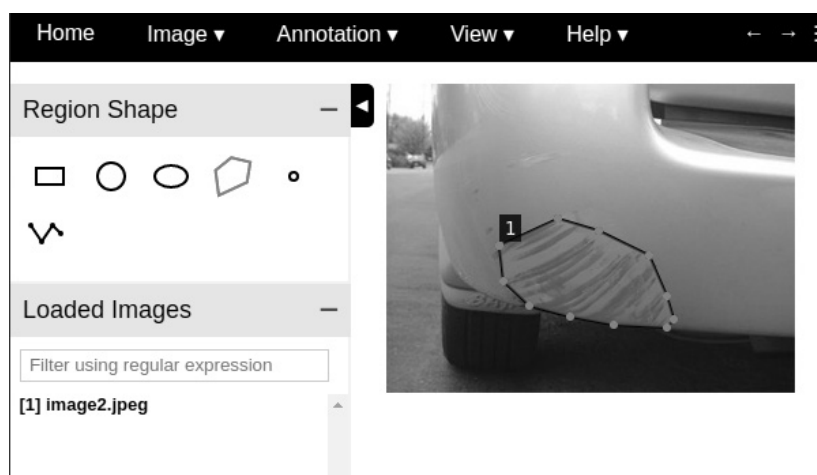 Home Image ▾ Annotation ▾ View ▾ Help ▾ ← →
Region Shape −
◀
1
Loaded Images −
Filter using regular expression
[1] image2.jpeg